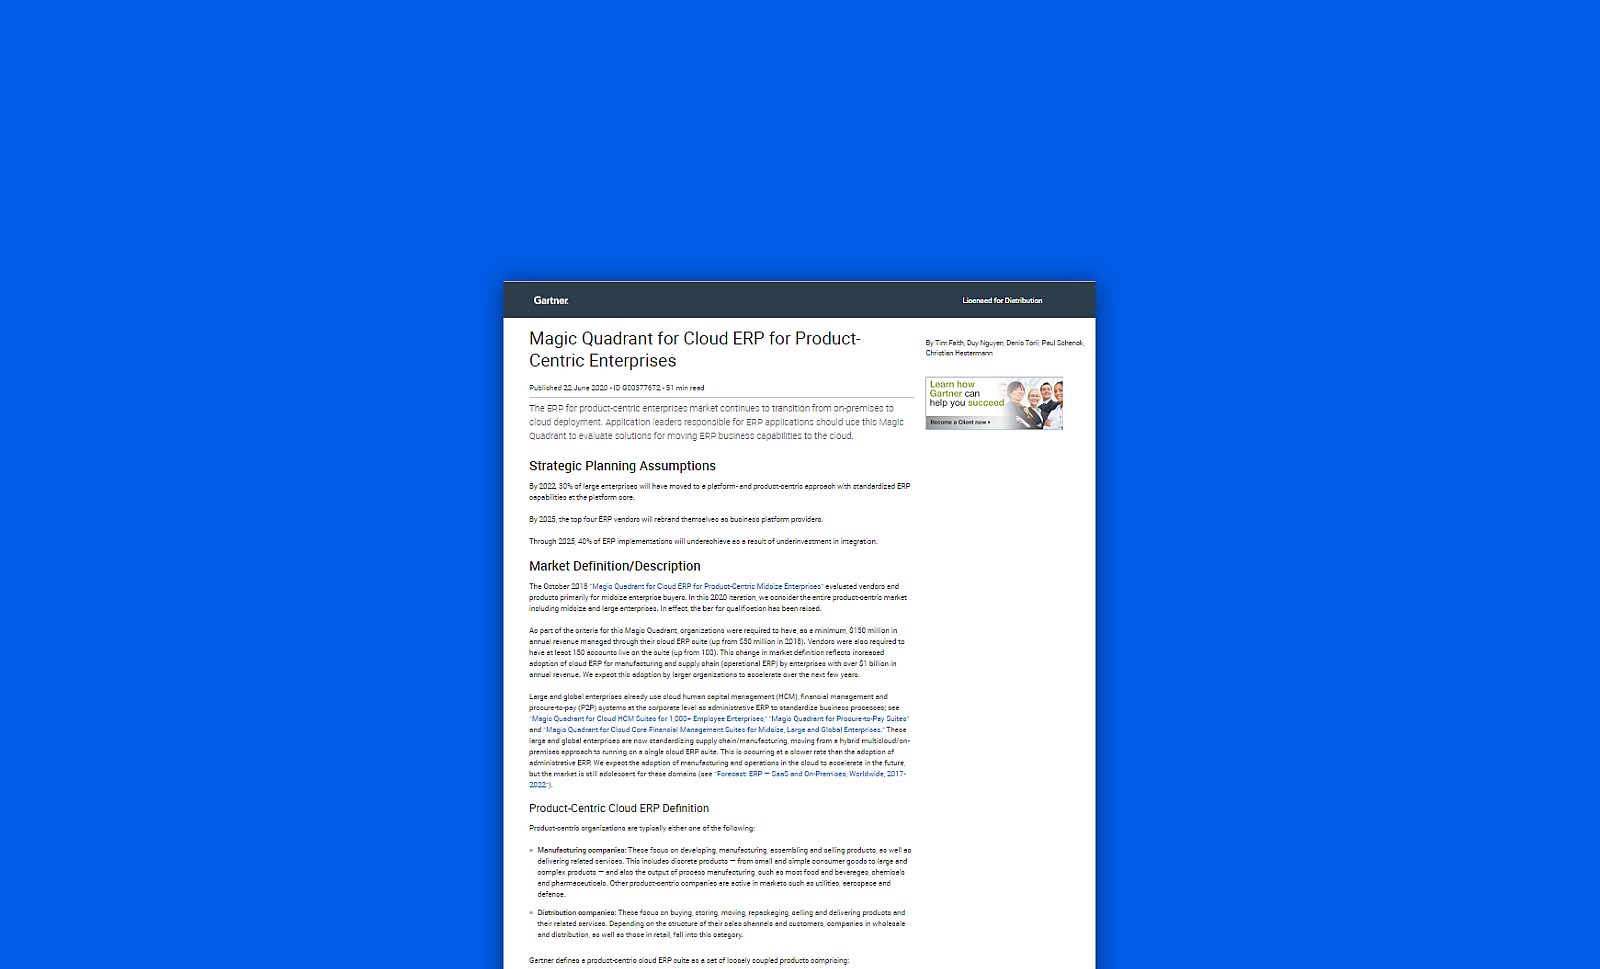 Gartner.
Licensed for Distribution
Magic Quadrant for Cloud ERP for Product-
Centric Enterprises
Published 22 June 2020 - ID G00377672 - 51 min read
The ERP for product-centric enterprises market continues to transition from on-premises to
cloud deployment. Application leaders responsible for ERP applications should use this Magic
Quadrant to evaluate solutions for moving ERP business capabilities to the cloud.
By Tim Faith, Duy Nguyen, Denis Torii, Paul Schenck,
Christian Hestermann
Learn how
Gartner can
help you succeed
Become a Client now
Strategic Planning Assumptions
By 2022, 30% of large enterprises will have moved to a platform- and product-centric approach with standardized ERP
capabilities at the platform core.
By 2025, the top four ERP vendors will rebrand themselves as business platform providers.
Through 2025, 40% of ERP implementations will underachieve as a result of underinvestment in integration.
Market Definition/Description
The October 2018 "Magic Quadrant for Cloud ERP for Product-Centric Midsize Enterprises" evaluated vendors and
products primarily for midsize enterprise buyers. In this 2020 iteration, we consider the entire product-centric market
including midsize and large enterprises. In effect, the bar for qualification has been raised.
As part of the criteria for this Magic Quadrant, organizations were required to have, as a minimum, $150 million in
annual revenue managed through their cloud ERP suite (up from $50 million in 2018). Vendors were also required to
have at least 150 accounts live on the suite (up from 100). This change in market definition reflects increased
adoption of cloud ERP for manufacturing and supply chain (operational ERP) by enterprises with over $1 billion in
annual revenue. We expect this adoption by larger organizations to accelerate over the next few years.
Large and global enterprises already use cloud human capital management (HCM), financial management and
procure-to-pay (P2P) systems at the corporate level as administrative ERP to standardize business processes; see
"Magic Quadrant for Cloud HCM Suites for 1,000+ Employee Enterprises," "Magic Quadrant for Procure-to-Pay Suites"
and "Magic Quadrant for Cloud Core Financial Management Suites for Midsize, Large and Global Enterprises." These
large and global enterprises are now standardizing supply chain/manufacturing, moving from a hybrid multicloud/on-
premises approach to running on a single cloud ERP suite. This is occurring at a slower rate than the adoption of
administrative ERP. We expect the adoption of manufacturing and operations in the cloud to accelerate in the future,
but the market is still adolescent for these domains (see "Forecast: ERP — SaaS and On-Premises, Worldwide, 2017-
2022").
Product-Centric Cloud ERP Definition
Product-centric organizations are typically either one of the following:
Manufacturing companies: These focus on developing, manufacturing, assembling and selling products, as well as
delivering related services. This includes discrete products — from small and simple consumer goods to large and
complex products — and also the output of process manufacturing, such as most food and beverages, chemicals
and pharmaceuticals. Other product-centric companies are active in markets such as utilities, aerospace and
defence.
Distribution companies: These focus on buying, storing, moving, repackaging, selling and delivering products and
their related services. Depending on the structure of their sales channels and customers, companies in wholesale
and distribution, as well as those in retail, fall into this category.
Gartner defines a product-centric cloud ERP suite as a set of loosely coupled products comprising: